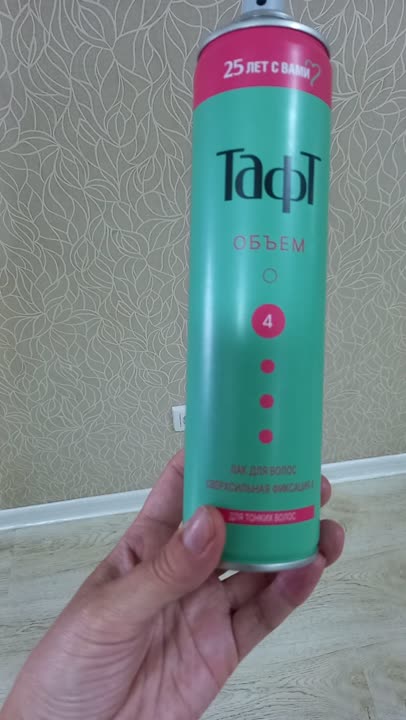 25 ЛЕТ С ВАМИ
Тафт
ОБЪЕМ
4
ЛАК ДЛЯ ВОЛОС
СВЕРХСИЛЬНАЯ ФИКСАЦИЯ 4
ДЛЯ ТОНКИХ ВОЛОС